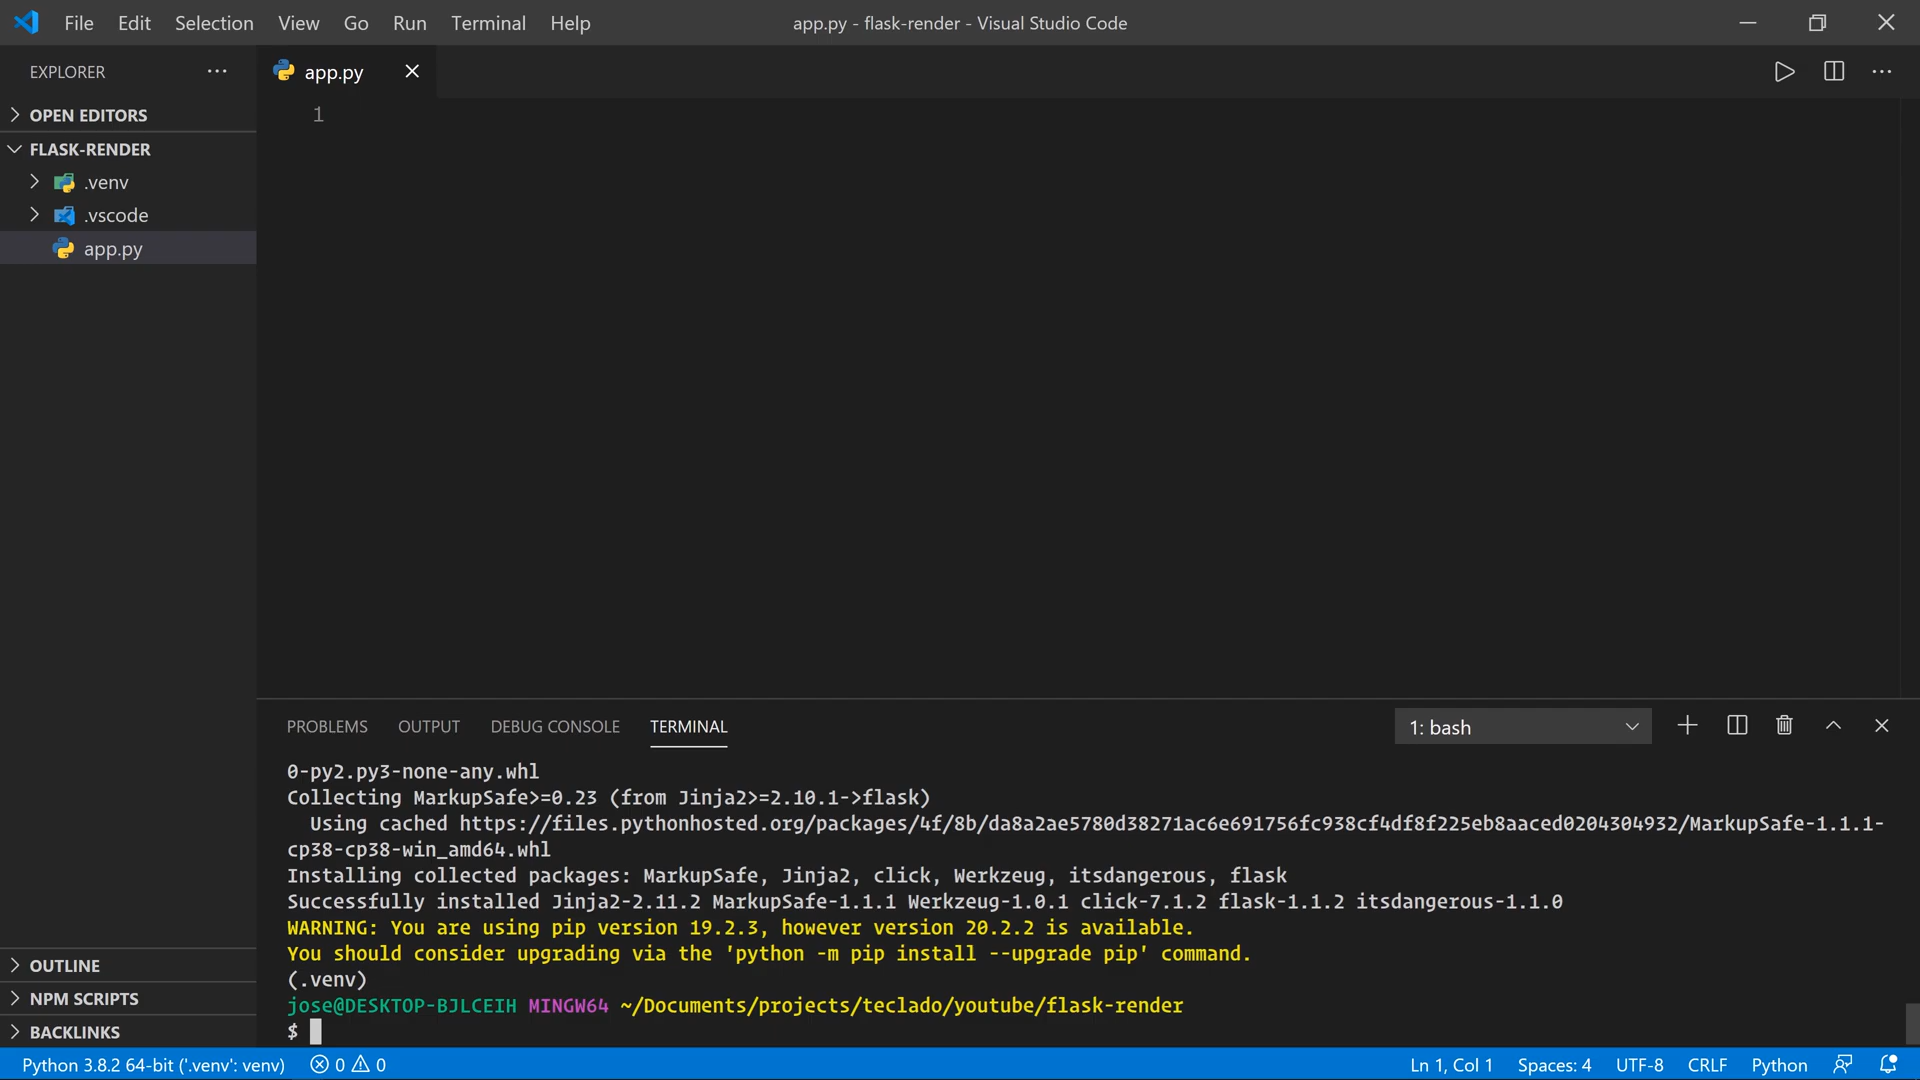 File Edit Selection View Go Run Terminal Help
app.py - flask-render - Visual Studio Code
EXPLORER
app.py
OPEN EDITORS
FLASK-RENDER
.venv
.vscode
app.py
1
PROBLEMS OUTPUT DEBUG CONSOLE TERMINAL
1: bash
0-py2.py3-none-any.whl
Collecting MarkupSafe>=0.23 (from Jinja2>=2.10.1->flask)
Using cached https://files.pythonhosted.org/packages/4f/8b/da8a2ae5780d38271ac6e691756fc938cf4df8f225eb8aaced0204304932/MarkupSafe-1.1.1-
cp38-cp38-win_amd64.whl
Installing collected packages: MarkupSafe, Jinja2, click, Werkzeug, itsdangerous, flask
Successfully installed Jinja2-2.11.2 MarkupSafe-1.1.1 Werkzeug-1.0.1 click-7.1.2 flask-1.1.2 itsdangerous-1.1.0
WARNING: You are using pip version 19.2.3, however version 20.2.2 is available.
You should consider upgrading via the 'python -m pip install --upgrade pip' command.
(.venv)
jose@DESKTOP-BJLCEIH MINGW64 ~/Documents/projects/teclado/youtube/flask-render
$
OUTLINE
NPM SCRIPTS
BACKLINKS
Python 3.8.2 64-bit ('.venv': venv) 0 0 Ln 1, Col 1 Spaces: 4 UTF-8 CRLF Python